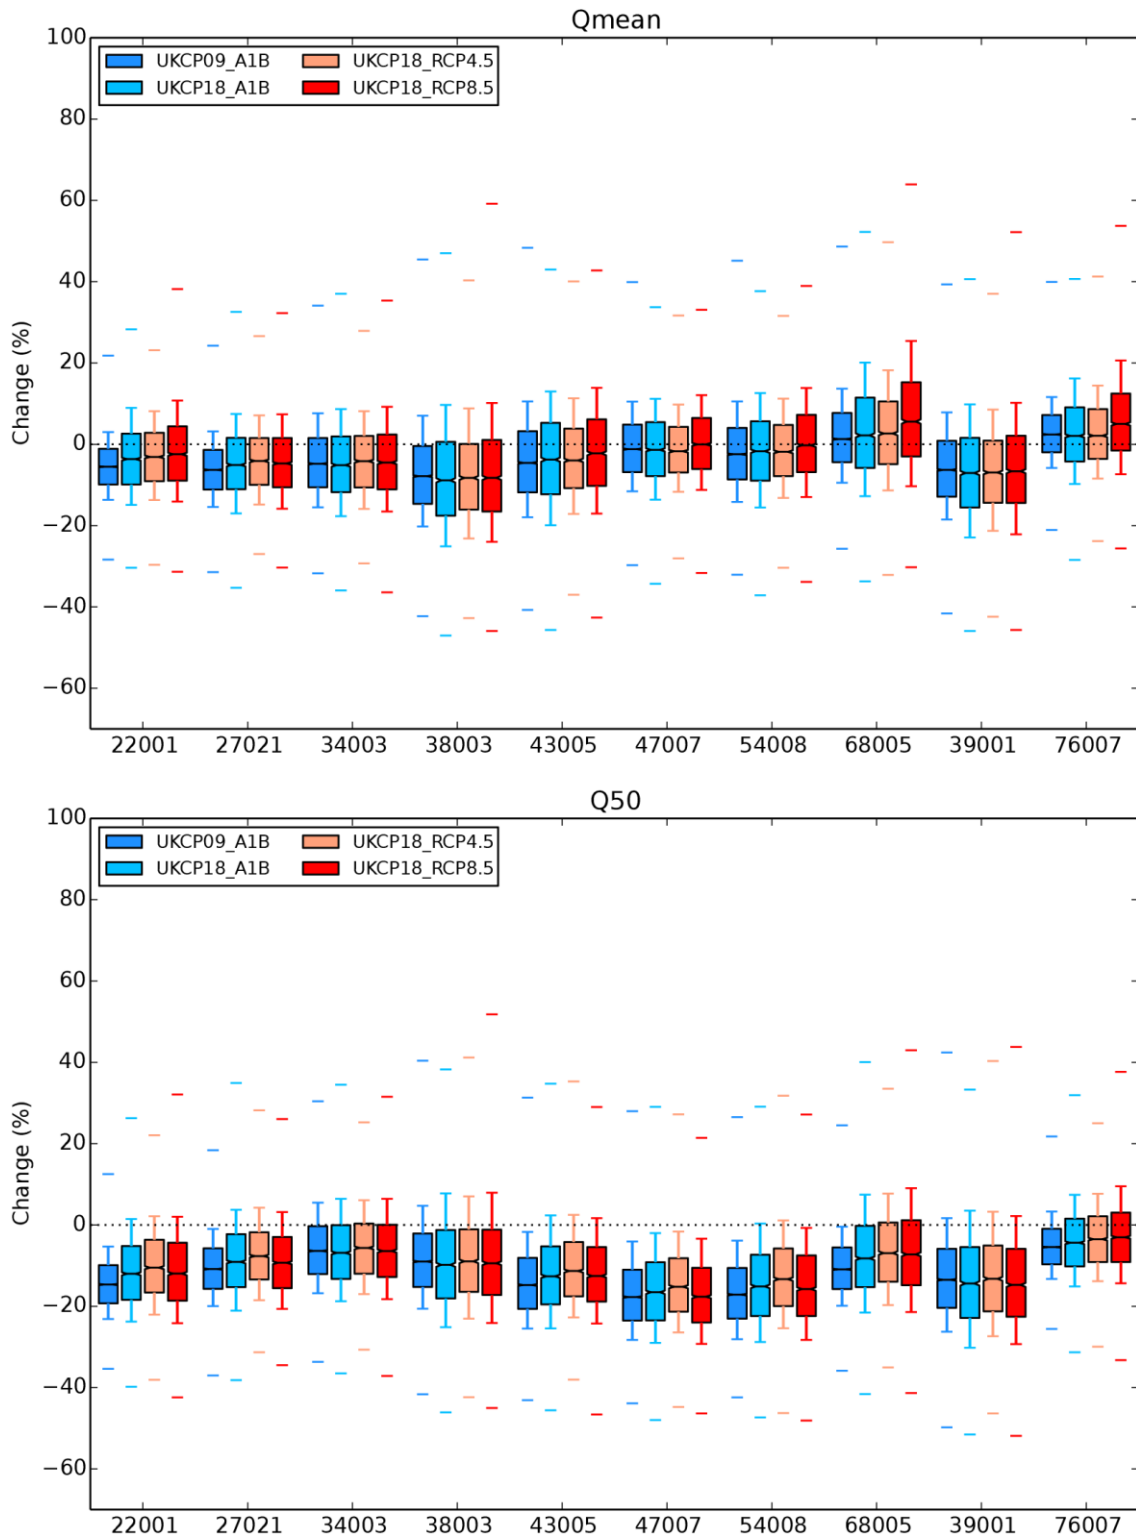 Qmean
100
80
60
40
20
0
−20
−40
−60
Change (%)
UKCP09_A1B UKCP18_RCP4.5
UKCP18_A1B UKCP18_RCP8.5
22001 27021 34003 38003 43005 47007 54008 68005 39001 76007
Q50
100
80
60
40
20
0
−20
−40
−60
Change (%)
UKCP09_A1B UKCP18_RCP4.5
UKCP18_A1B UKCP18_RCP8.5
22001 27021 34003 38003 43005 47007 54008 68005 39001 76007